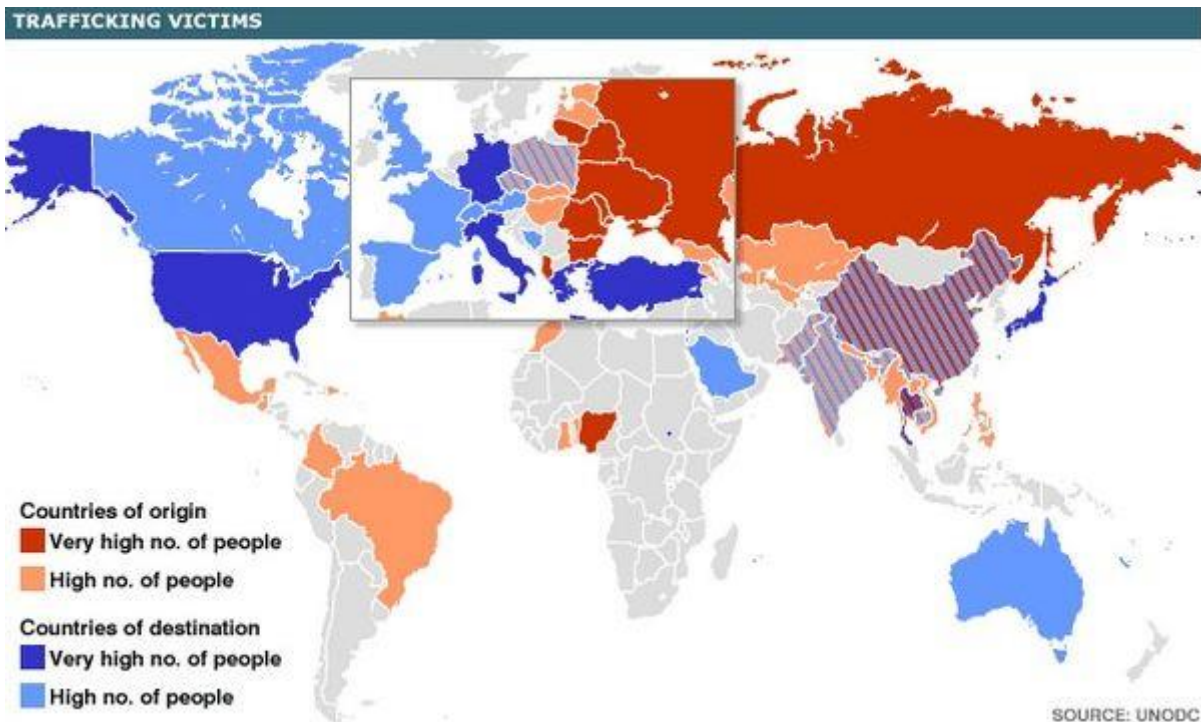 TRAFFICKING VICTIMS
Countries of origin
Very high no. of people
High no. of people
Countries of destination
Very high no. of people
High no. of people
SOURCE: UNODC